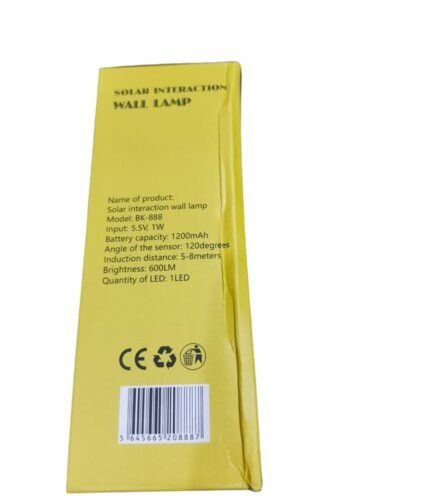 SOLAR INTERACTION
WALL LAMP
Name of product:
Solar interaction wall lamp
Model: BK-888
Input: 5.5V, 1W
Battery capacity: 1200mAh
Angle of the sensor: 120degrees
Induction distance: 5-8meters
Brightness: 600LM
Quantity of LED: 1LED
CE
5 645665 208887